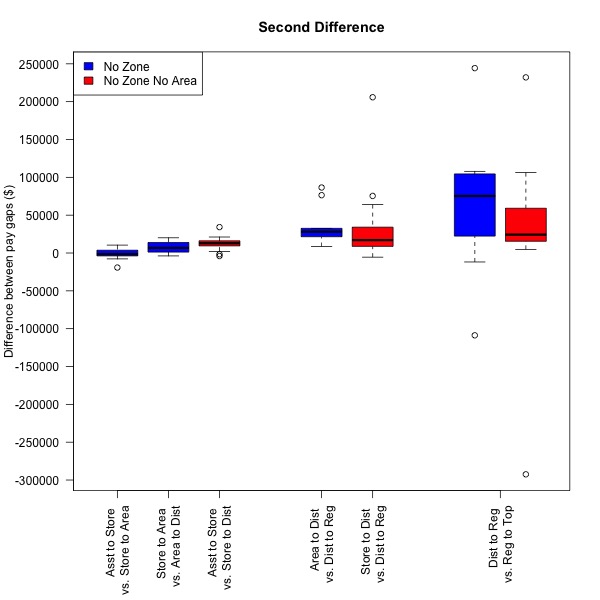 Second Difference
No Zone
No Zone No Area
Difference between pay gaps ($)
250000
200000
150000
100000
50000
0
-50000
-100000
-150000
-200000
-250000
-300000
Asst to Store
vs. Store to Area
Store to Area
vs. Area to Dist
Asst to Store
vs. Store to Dist
Area to Dist
vs. Dist to Reg
Store to Dist
vs. Dist to Reg
Dist to Reg
vs. Reg to Top